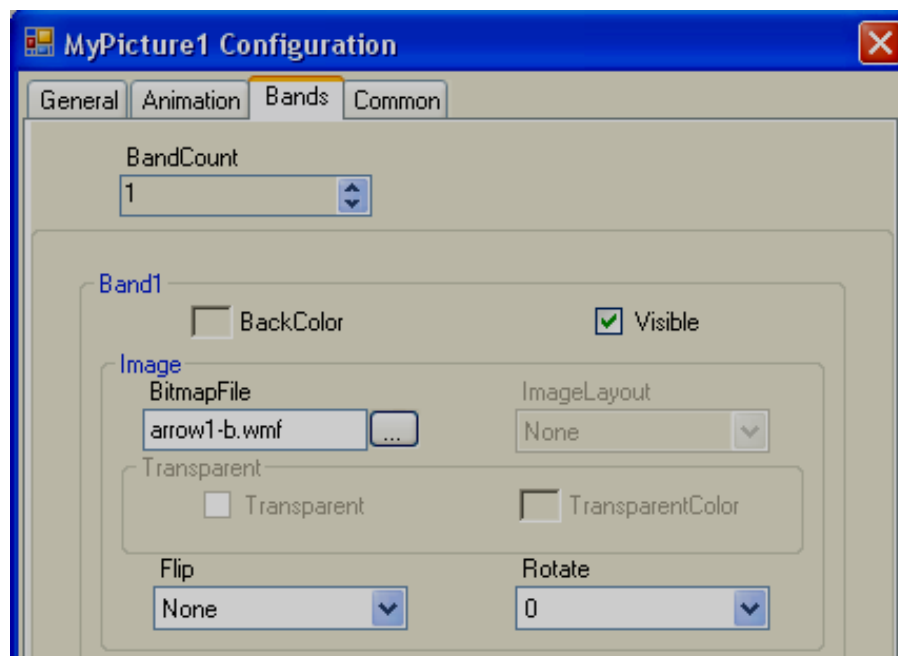 MyPicture1 Configuration
General Animation Bands Common
BandCount
1
Band1
BackColor Visible
Image
BitmapFile ImageLayout
arrow1-b.wmf ... None
Transparent
Transparent TransparentColor
Flip Rotate
None 0